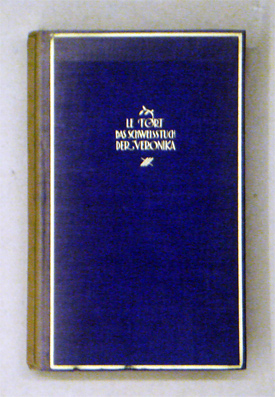 LE FORT
DAS SCHWEISSTUCH
DER VERONIKA